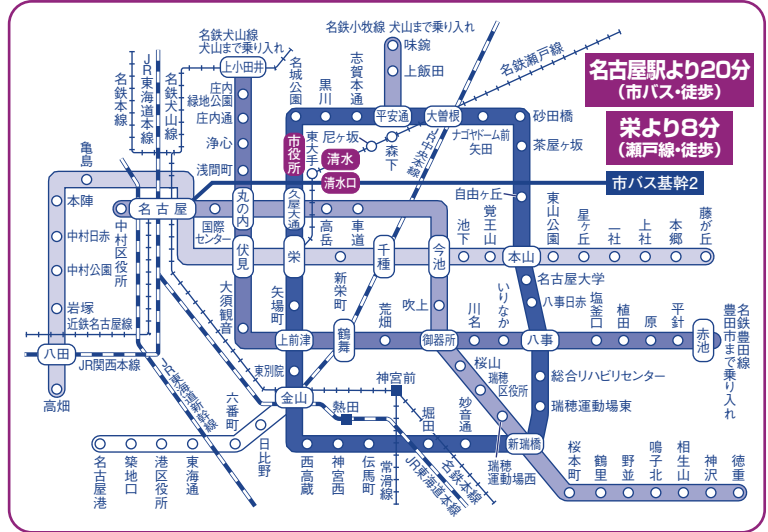 名鉄犬山線
犬山まで乗り入れ
名鉄小牧線 犬山まで乗り入れ
名鉄本線
JR東海道本線
名鉄犬山線
上小田井
庄内
緑地公園
庄内通
浄心
浅間町
名城公園
黒川
志賀本通
味鋺
上飯田
平安通
大曽根
名鉄瀬戸線
ナゴヤドーム前
矢田
砂田橋
茶屋ヶ坂
自由ヶ丘
名古屋駅より20分
(市バス・徒歩)
栄より8分
(瀬戸線・徒歩)
市バス基幹2
市役所
東大手
尼ヶ坂
清水
清水口
森下
JR中央本線
亀島
本陣
中村日赤
中村公園
岩塚
近鉄名古屋線
八田
JR関西本線
高畑
名古屋
中村区役所
国際
センター
丸の内
久屋大通
高岳
車道
伏見
栄
新栄町
千種
今池
池下
覚王山
本山
東山公園
星ヶ丘
一社
上社
本郷
藤が丘
名古屋大学
八事日赤
大須観音
矢場町
上前津
鶴舞
荒畑
吹上
御器所
川名
いりなか
八事
塩釜口
植田
原
平針
赤池
名鉄豊田線
豊田市まで乗り入れ
東別院
金山
神宮前
熱田
桜山
瑞穂
区役所
総合リハビリセンター
瑞穂運動場東
JR東海道新幹線
六番町
日比野
名古屋港
築地口
港区役所
東海通
西高蔵
神宮西
伝馬町
常滑線
堀田
妙音通
名鉄本線
JR東海道本線
瑞穂
運動場西
新瑞橋
桜本町
鶴里
野並
鳴子北
相生山
神沢
徳重